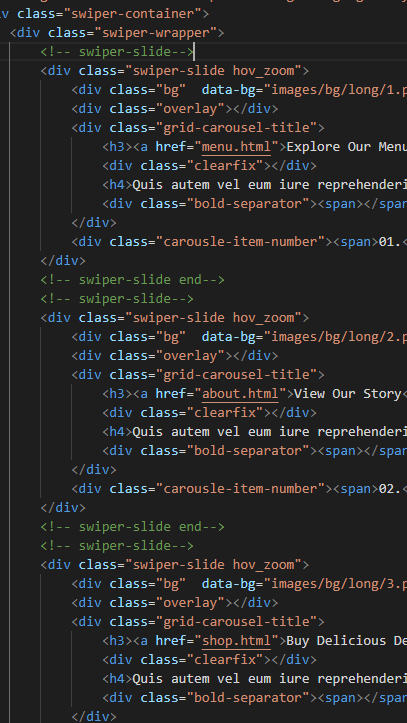 v class="swiper-container">
<div class="swiper-wrapper">
<!-- swiper-slide-->
<div class="swiper-slide hov_zoom">
<div class="bg"  data-bg="images/bg/long/1.p
<div class="overlay"></div>
<div class="grid-carousel-title">
<h3><a href="menu.html">Explore Our Menu
<div class="clearfix"></div>
<h4>Quis autem vel eum iure reprehenderi
<div class="bold-separator"><span></span
</div>
<div class="carousle-item-number"><span>01.<
</div>
<!-- swiper-slide end-->
<!-- swiper-slide-->
<div class="swiper-slide hov_zoom">
<div class="bg"  data-bg="images/bg/long/2.p
<div class="overlay"></div>
<div class="grid-carousel-title">
<h3><a href="about.html">View Our Story<
<div class="clearfix"></div>
<h4>Quis autem vel eum iure reprehenderi
<div class="bold-separator"><span></span
</div>
<div class="carousle-item-number"><span>02.<
</div>
<!-- swiper-slide end-->
<!-- swiper-slide-->
<div class="swiper-slide hov_zoom">
<div class="bg"  data-bg="images/bg/long/3.p
<div class="overlay"></div>
<div class="grid-carousel-title">
<h3><a href="shop.html">Buy Delicious De
<div class="clearfix"></div>
<h4>Quis autem vel eum iure reprehenderi
<div class="bold-separator"><span></span
</div>